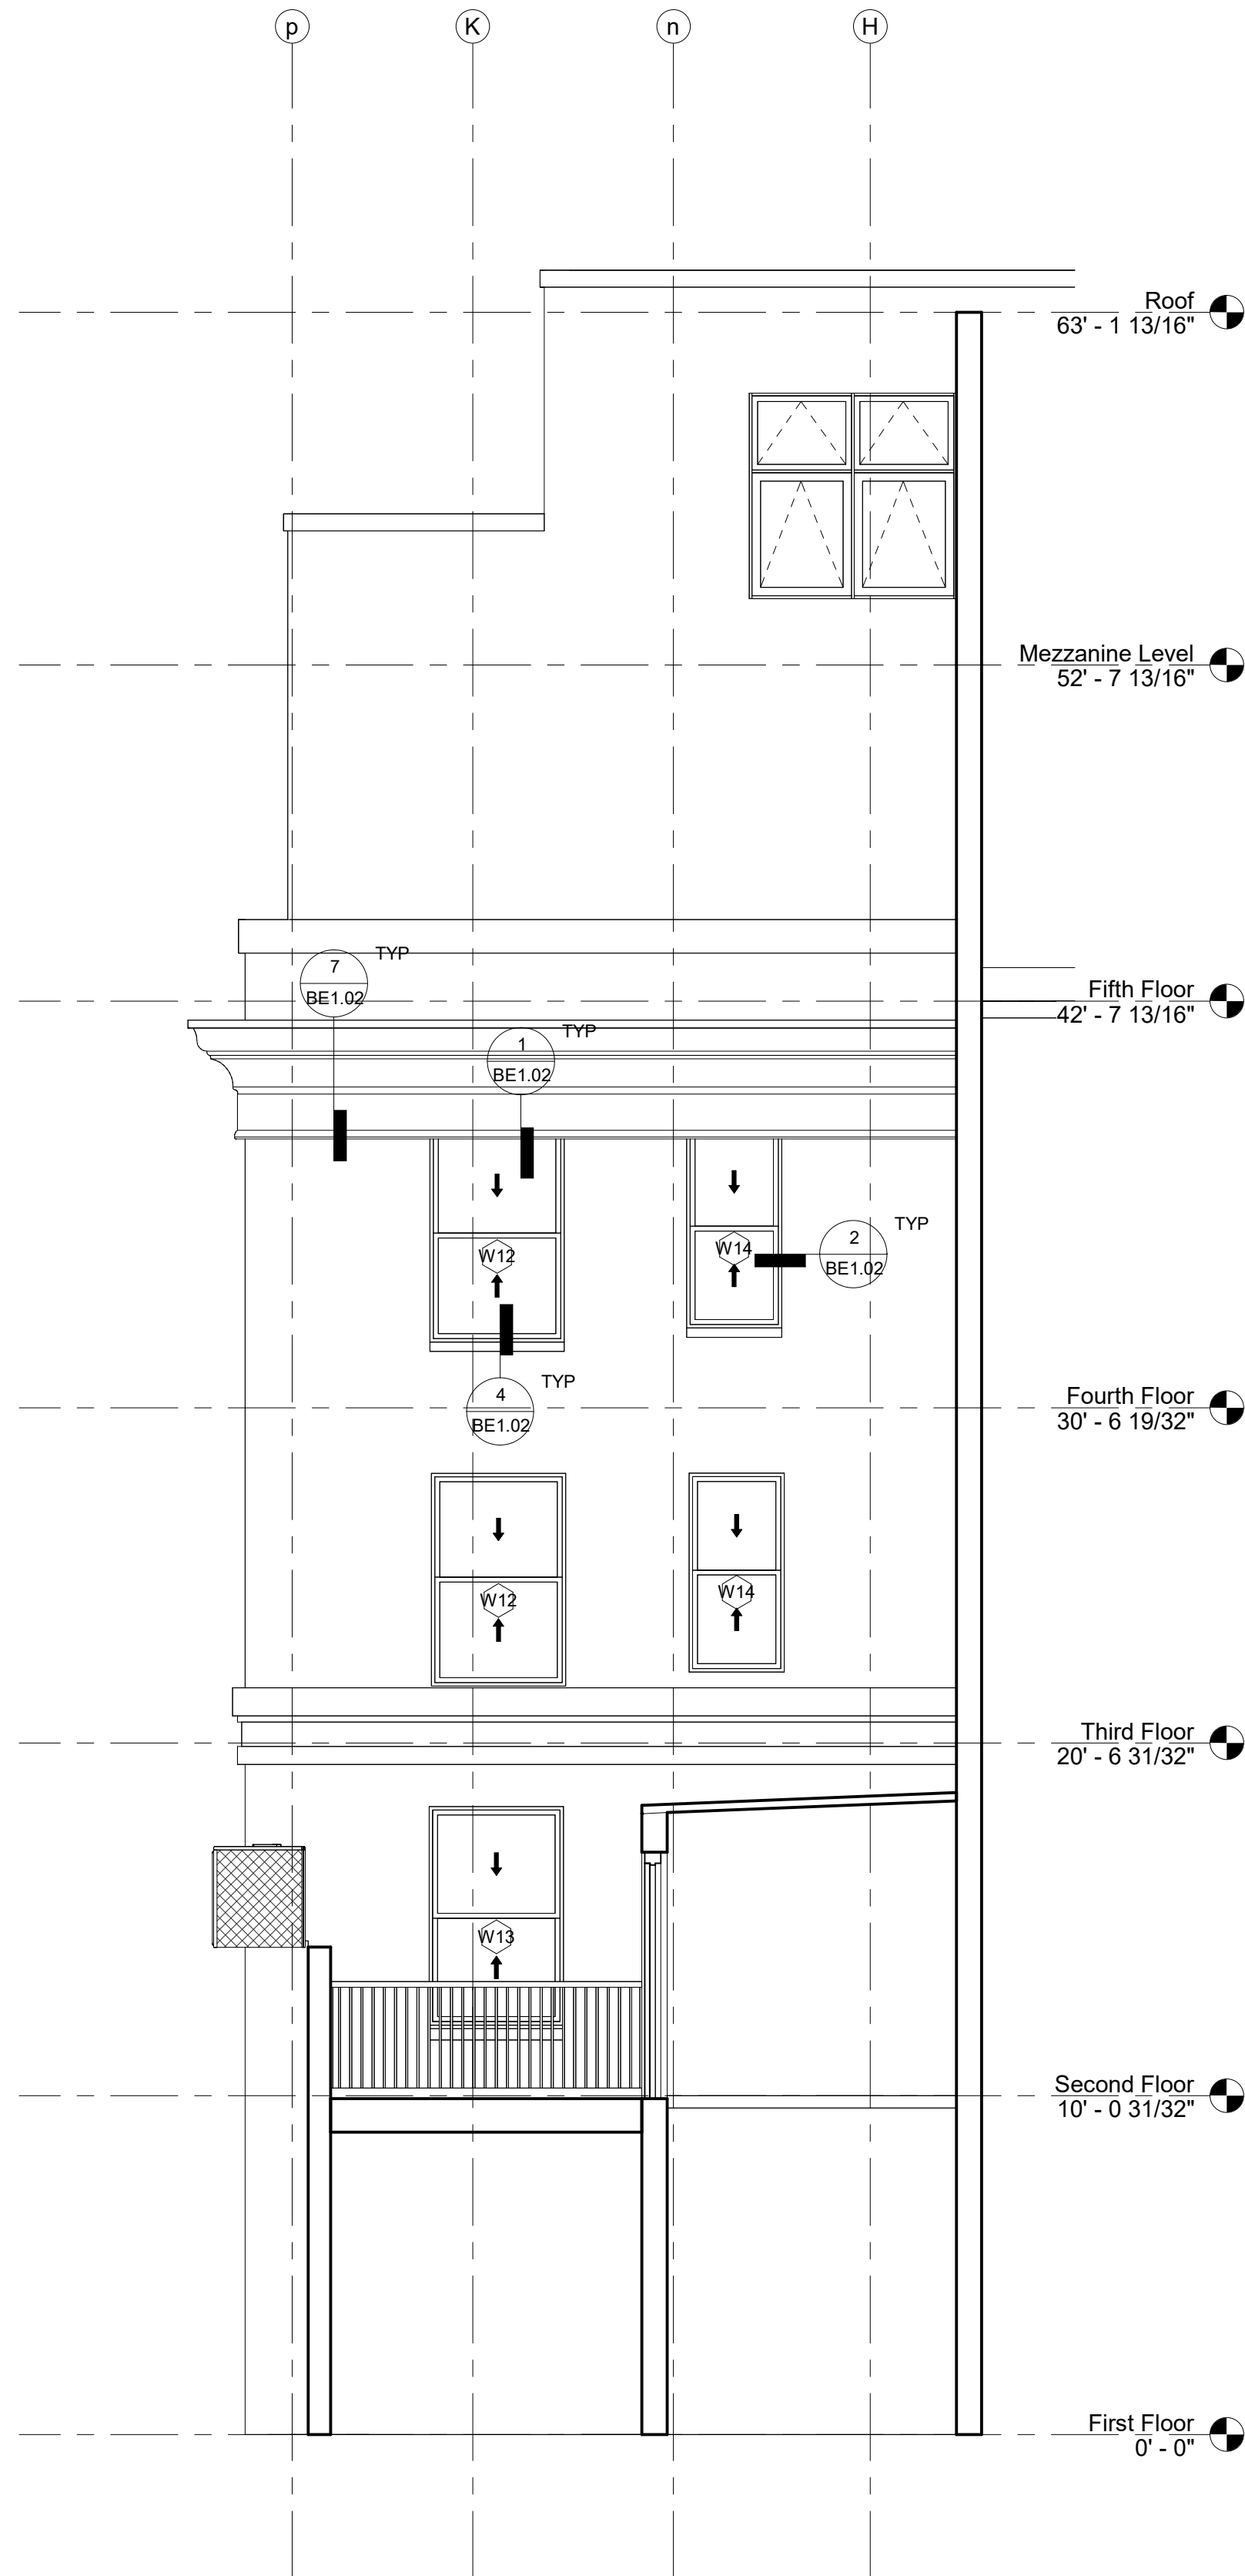 p
K
n
H
Roof
63' - 1 13/16"
Mezzanine Level
52' - 7 13/16"
7
BE1.02
TYP
Fifth Floor
42' - 7 13/16"
1
BE1.02
TYP
W12
W14
2
BE1.02
TYP
4
BE1.02
TYP
Fourth Floor
30' - 6 19/32"
W12
W14
Third Floor
20' - 6 31/32"
W13
Second Floor
10' - 0 31/32"
First Floor
0' - 0"